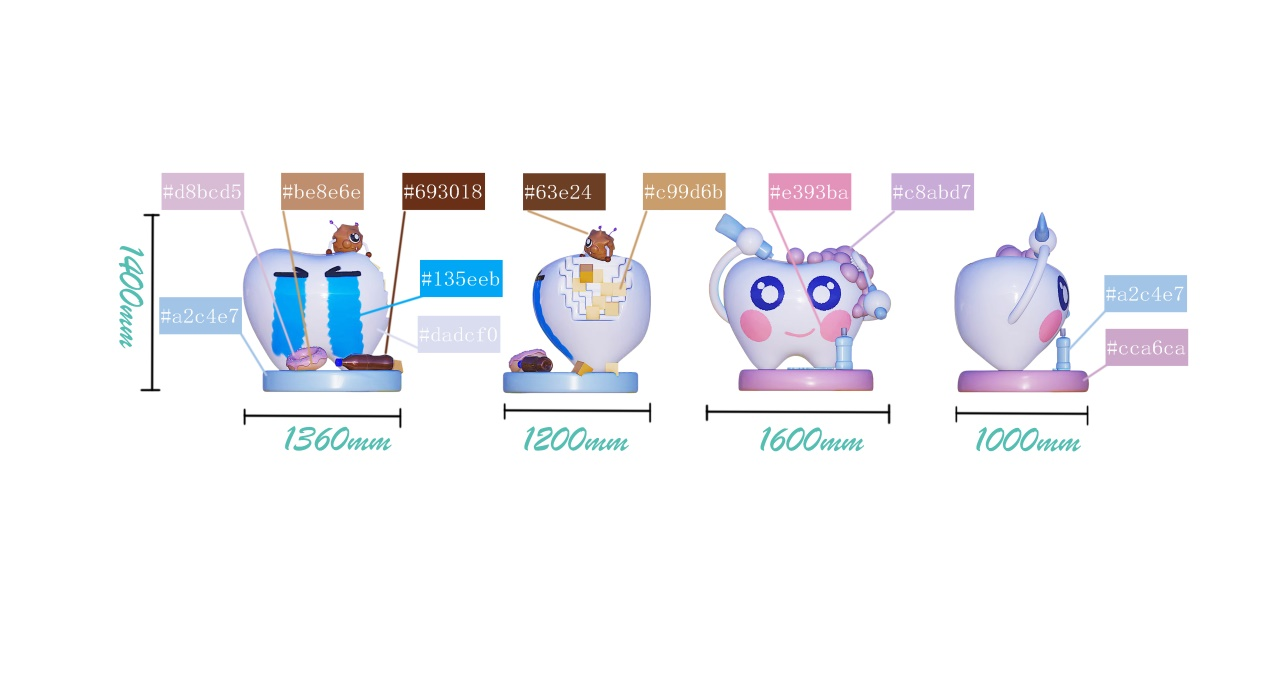 #d8bcd5
#be8e6e
#693018
#63e24
#c99d6b
#e393ba
#c8abd7
1400mm
#135eeb
#a2c4e7
#dadcf0
#a2c4e7
#cca6ca
1360mm
1200mm
1600mm
1000mm